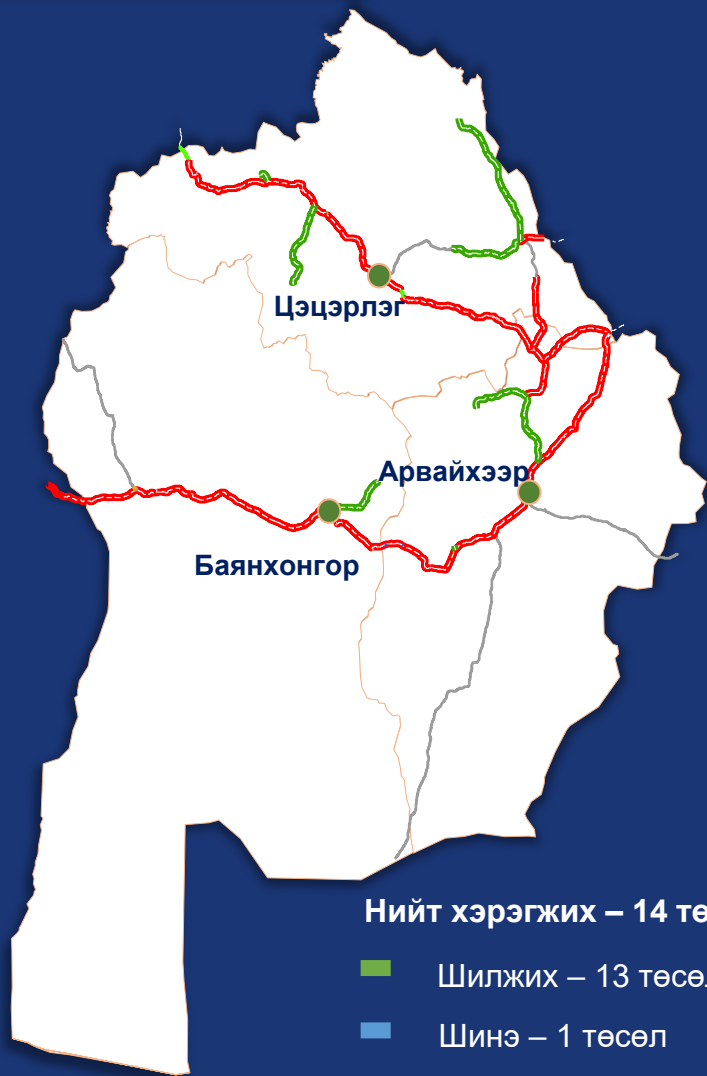 Цэцэрлэг
Арвайхээр
Баянхонгор
Нийт хэрэгжих – 14
Шилжих – 13
Шинэ – 1 төсөл